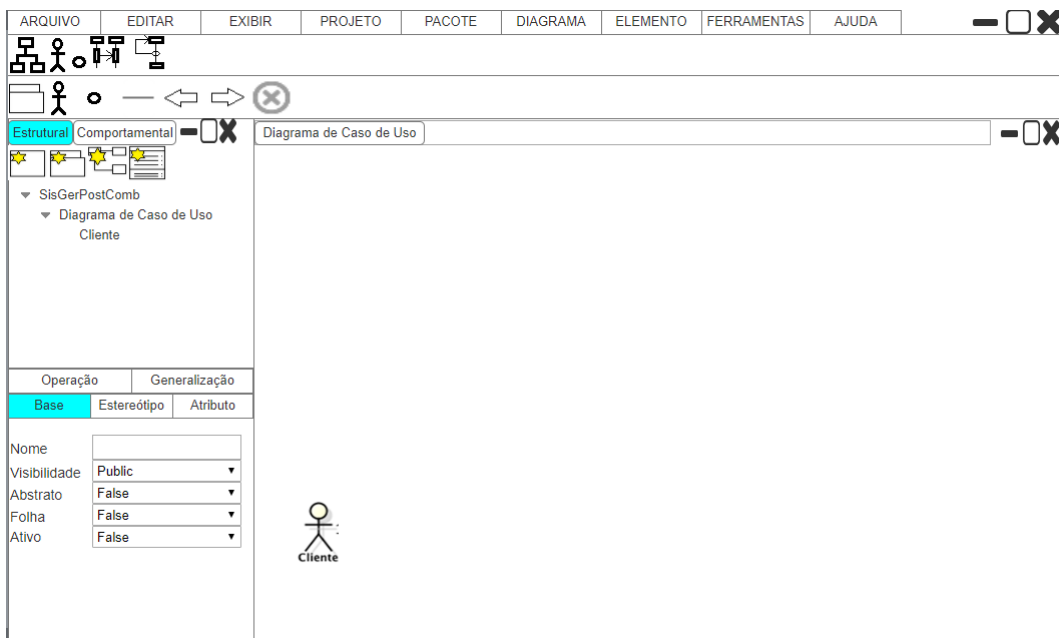 ARQUIVO EDITAR EXIBIR PROJETO PACOTE DIAGRAMA ELEMENTO FERRAMENTAS AJUDA
Estrutural Comportamental
Diagrama de Caso de Uso
SisGerPostComb
Diagrama de Caso de Uso
Cliente
Operação Generalização
Base Estereótipo Atributo
Nome
Visibilidade Public
Abstrato False
Folha False
Ativo False
Cliente